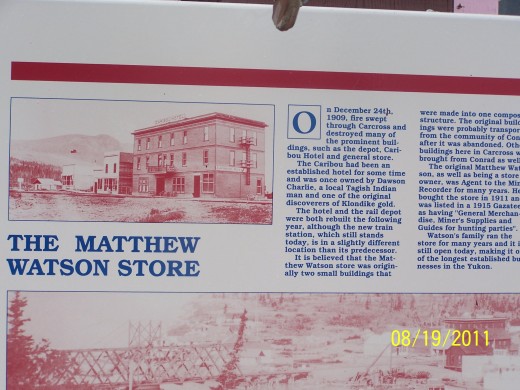 THE MATTHEW
WATSON STORE
On December 24th,
1909, fire swept
through Carcross and
destroyed many of
the prominent buil-
dings, such as the depot, Cari-
bou Hotel and general store.
The Caribou had been an
established hotel for some time
and was once owned by Dawson
Charlie, a local Tagish Indian
man and one of the original
discoverers of Klondike gold.
The hotel and the rail depot
were both rebuilt the following
year, although the new train
station, which still stands
today, is in a slightly different
location than its predecessor.
It is believed that the Mat-
thew Watson store was origin-
ally two small buildings that
were made into one compos
structure. The original build
ings were probably transpor
from the community of Con
after it was abandoned. Oth
buildings here in Carcross w
brought from Conrad as well
The original Matthew Wat
son, as well as being a store
owner, was Agent to the Min
Recorder for many years. He
bought the store in 1911 an
was listed in a 1915 Gazatee
as having "General Merchan
dise, Miner's Supplies and
Guides for hunting parties".
Watson's family ran the
store for many years and it i
still open today, making it o
of the longest established bu
nesses in the Yukon.
08/19/2011